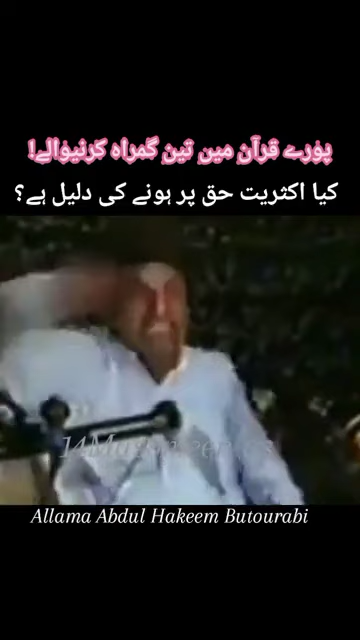 پورے قرآن میں تین گمراہ کرنیوالے!
کیا اکثریت حق پر ہونے کی دلیل ہے؟
Allama Abdul Hakeem Butourabi